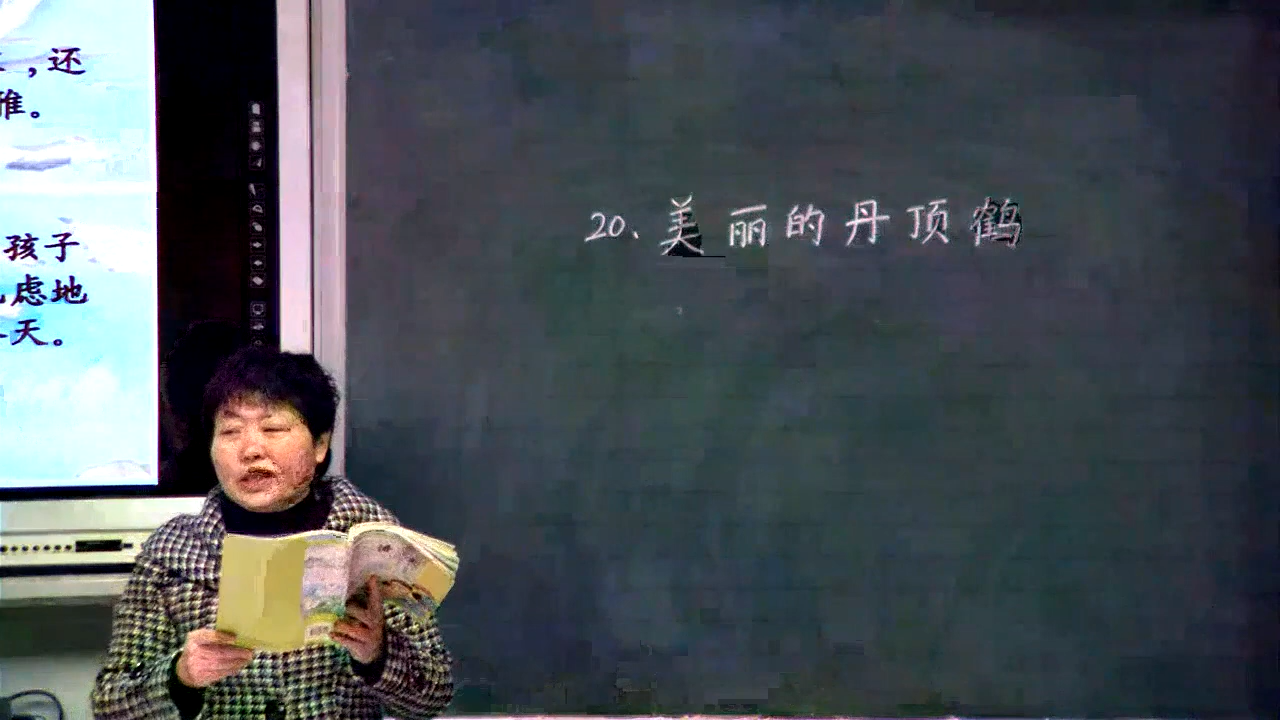 ，还
雅。
孩子
虑地
天。
20、美丽的丹顶鹤